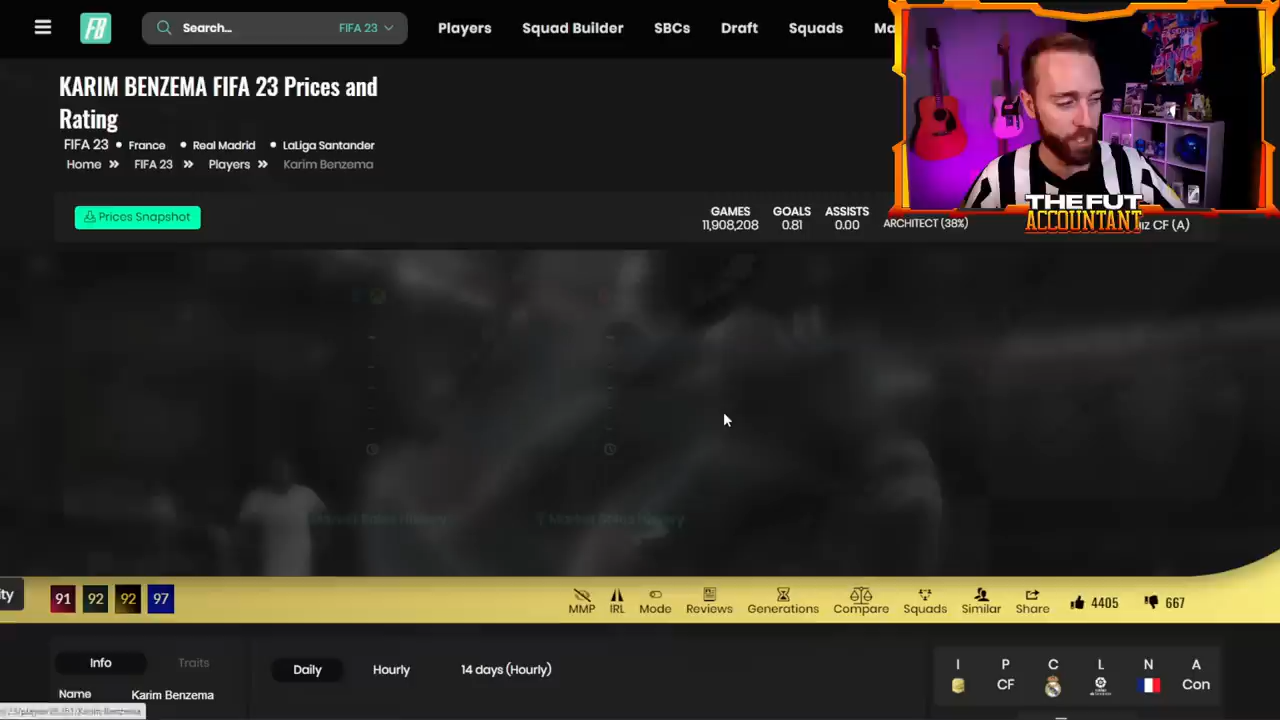 FB
Search...
FIFA 23
Players
Squad Builder
SBCs
Draft
Squads
KARIM BENZEMA FIFA 23 Prices and
Rating
FIFA 23
France
Real Madrid
LaLiga Santander
Home
FIFA 23
Players
Karim Benzema
Prices Snapshot
GAMES
11,908,208
GOALS
0.81
ASSISTS
0.00
ARCHITECT (38%)
CF (A)
THE FUT
ACCOUNTANT
91
92
92
97
MMP
IRL
Mode
Reviews
Generations
Compare
Squads
Similar
Share
4405
667
Info
Traits
Name
Karim Benzema
Daily
Hourly
14 days (Hourly)
I
P
C
L
N
A
CF
Con